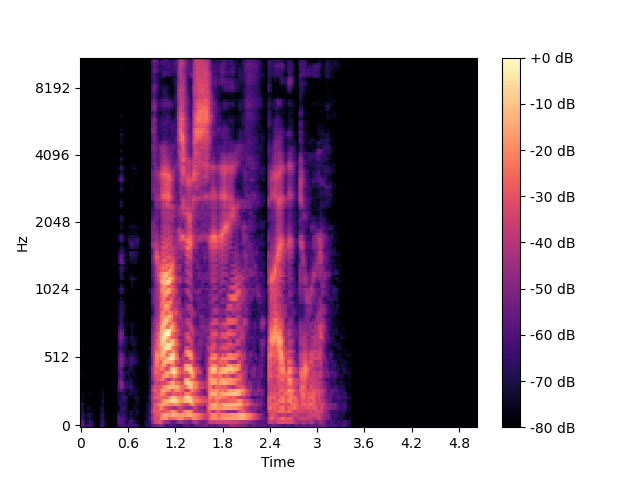 +0 dB
8192
-10 dB
4096
-20 dB
-30 dB
2048
Hz
-40 dB
1024
-50 dB
-60 dB
512
-70 dB
0
-80 dB
0 0.6 1.2 1.8 2.4 3 3.6 4.2 4.8
Time